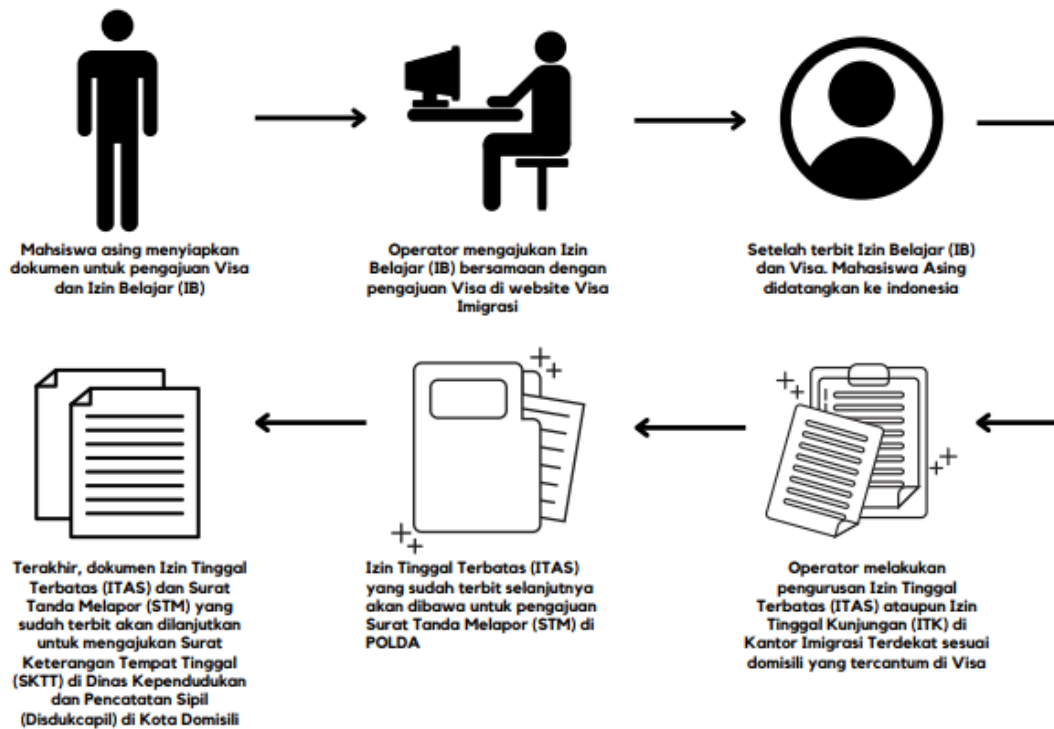 Mahsiswa asing menyiapkan
dokumen untuk pengajuan Visa
dan Izin Belajar (IB)
Operator mengajukan Izin
Belajar (IB) bersamaan dengan
pengajuan Visa di website Visa
Imigrasi
Setelah terbit Izin Belajar (IB)
dan Visa. Mahasiswa Asing
didatangkan ke indonesia
Operator melakukan
pengurusan Izin Tinggal
Terbatas (ITAS) ataupun Izin
Tinggal Kunjungan (ITK) di
Kantor Imigrasi Terdekat sesuai
domisili yang tercantum di Visa
Izin Tinggal Terbatas (ITAS)
yang sudah terbit selanjutnya
akan dibawa untuk pengajuan
Surat Tanda Melapor (STM) di
POLDA
Terakhir, dokumen Izin Tinggal
Terbatas (ITAS) dan Surat
Tanda Melapor (STM) yang
sudah terbit akan dilanjutkan
untuk mengajukan Surat
Keterangan Tempat Tinggal
(SKTT) di Dinas Kependudukan
dan Pencatatan Sipil
(Disdukcapil) di Kota Domisili